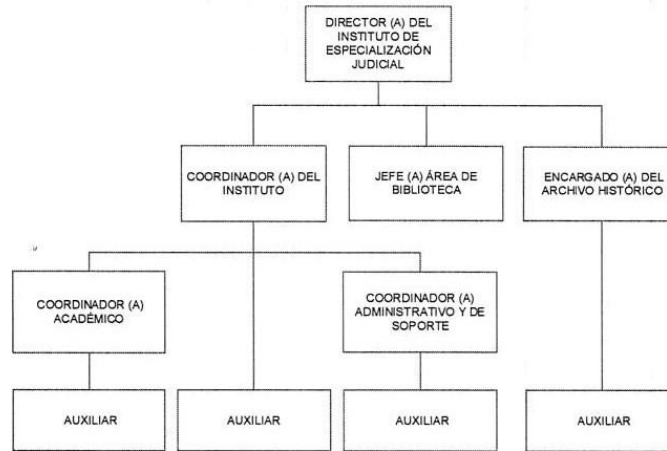 DIRECTOR (A) DEL
INSTITUTO DE
ESPECIALIZACIÓN
JUDICIAL
COORDINADOR (A) DEL
INSTITUTO
JEFE (A) ÁREA DE
BIBLIOTECA
ENCARGADO (A) DEL
ARCHIVO HISTÓRICO
COORDINADOR (A)
ACADÉMICO
COORDINADOR (A)
ADMINISTRATIVO Y DE
SOPORTE
AUXILIAR
AUXILIAR
AUXILIAR
AUXILIAR